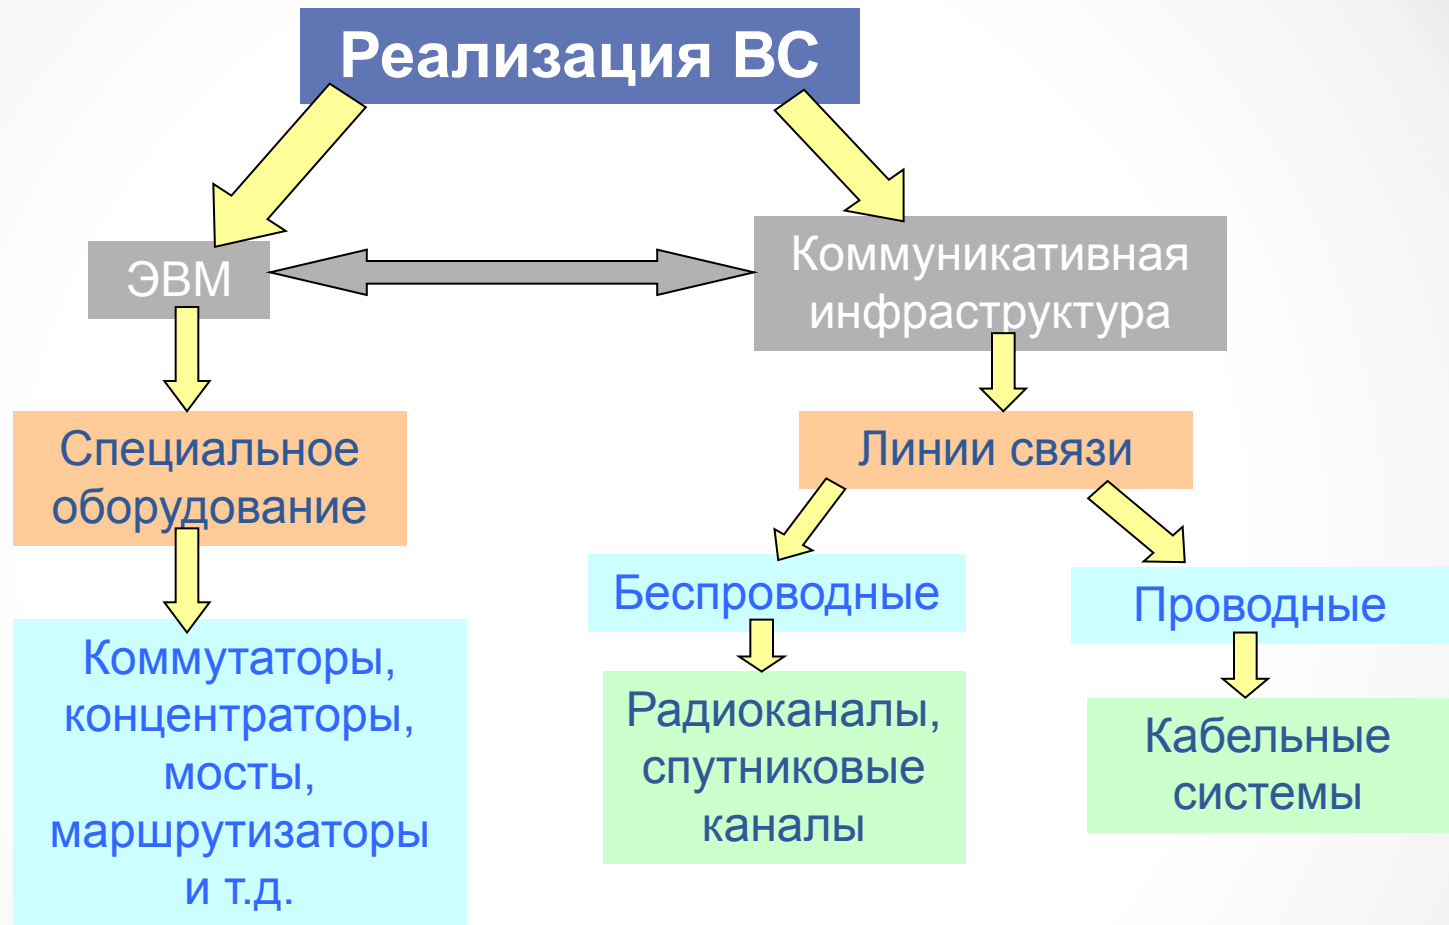 Реализация ВС
ЭВМ
Коммуникативная
инфраструктура
Специальное
оборудование
Линии связи
Беспроводные
Проводные
Коммутаторы,
концентраторы,
мосты,
маршрутизаторы
и т.д.
Радиоканалы,
спутниковые
каналы
Кабельные
системы